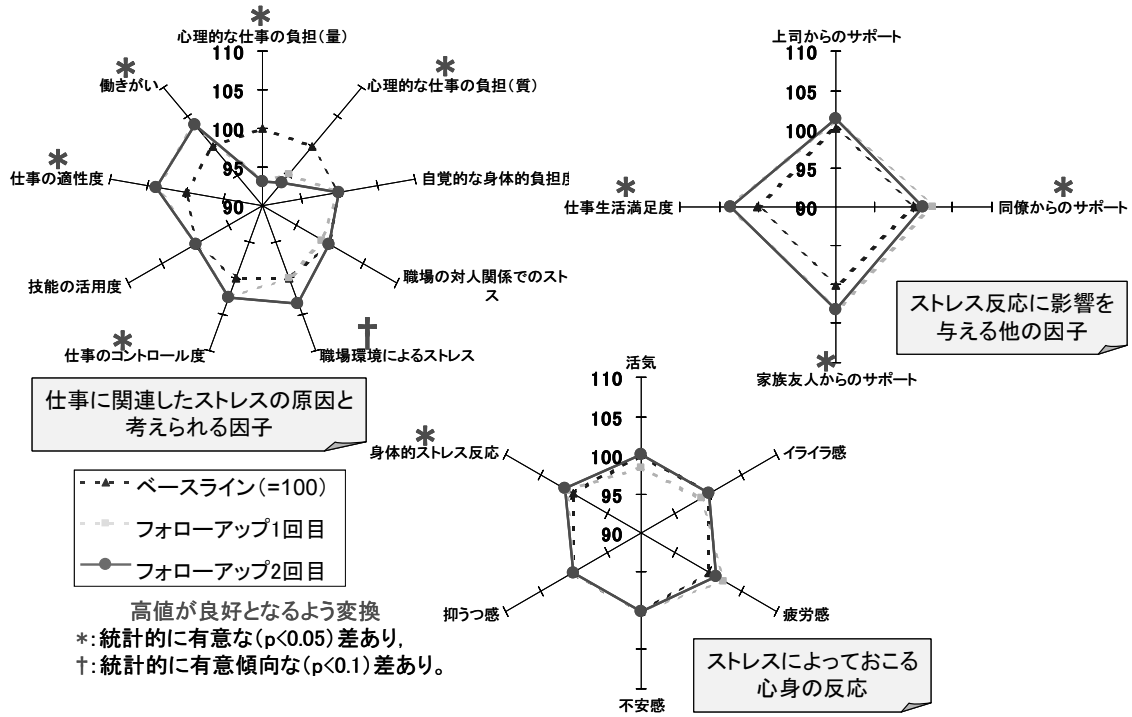 *
心理的な仕事の負担(量)
110
105
100
95
90
*
心理的な仕事の負担(質)
自覚的な身体的負担度
職場の対人関係でのスト
ス
†
職場環境によるストレス
*
仕事のコントロール度
技能の活用度
*
仕事の適性度
*
働きがい
仕事に関連したストレスの原因と
考えられる因子
上司からのサポート
110
105
100
95
90
*
同僚からのサポート
*
家族友人からのサポート
*
仕事生活満足度
ストレス反応に影響を
与える他の因子
活気
110
105
100
95
90
イライラ感
疲労感
不安感
抑うつ感
*
身体的ストレス反応
ストレスによっておこる
心身の反応
ベースライン(=100)
フォローアップ1回目
フォローアップ2回目
高値が良好となるよう変換
*:統計的に有意な(p<0.05)差あり,
†:統計的に有意傾向な(p<0.1)差あり。